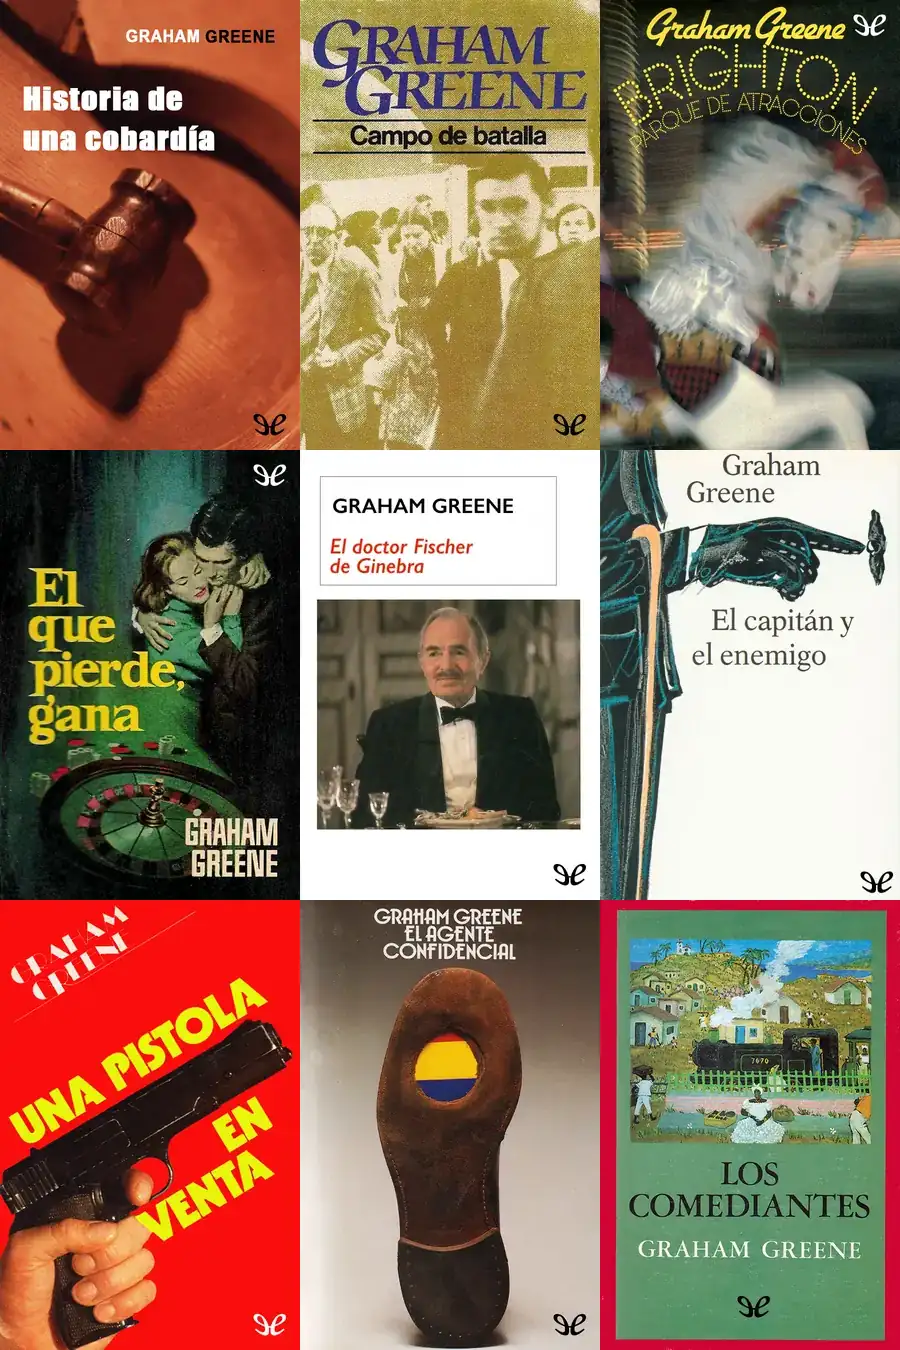 GRAHAM GREENE
Historia de
una cobardía
GRAHAM
GREENE
Campo de batalla
Graham Greene
BRIGHTON
PARQUE DE ATRACCIONES
El
que
pierde,
gana
GRAHAM
GREENE
GRAHAM GREENE
El doctor Fischer
de Ginebra
Graham
Greene
El capitán y
el enemigo
GRAHAM
GREENE
UNA PISTOLA
EN
VENTA
GRAHAM GREENE
EL AGENTE
CONFIDENCIAL
7670
LOS
COMEDIANTES
GRAHAM GREENE